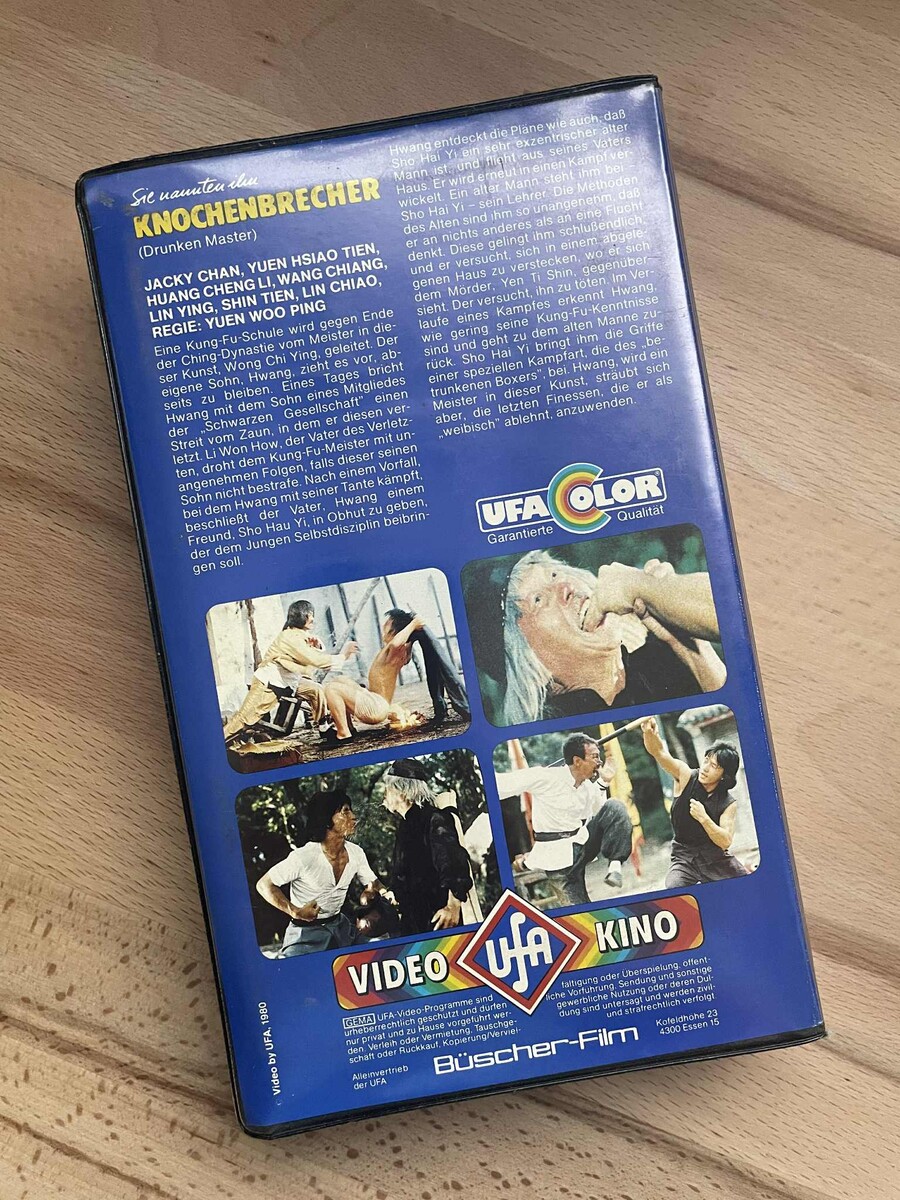 Sie nannten ihn
KNOCHENBRECHER
(Drunken Master)
JACKY CHAN, YUEN HSIAO TIEN,
HUANG CHENG LI, WANG CHIANG,
LIN YING, SHIN TIEN, LIN CHIAO,
REGIE: YUEN WOO PING
Eine Kung-Fu-Schule wird gegen Ende
der Ching-Dynastie vom Meister in die-
ser Kunst, Wong Chi Ying, geleitet. Der
eigene Sohn, Hwang, zieht es vor, ab-
seits zu bleiben. Eines Tages bricht
Hwang mit dem Sohn eines Mitgliedes
der „Schwarzen Gesellschaft" einen
Streit vom Zaun, in dem er diesen ver-
letzt. Li Won How, der Vater des Verletz-
ten, droht dem Kung-Fu-Meister mit un-
angenehmen Folgen, falls dieser seinen
Sohn nicht bestrafe. Nach einem Vorfall,
bei dem Hwang mit seiner Tante kämpft,
beschließt der Vater, Hwang einem
Freund, Sho Hau Yi, in Obhut zu geben,
der dem Jungen Selbstdisziplin beibrin-
gen soll.
Hwang entdeckt die Pläne wie auch, daß
Sho Hai Yi ein sehr exzentrischer alter
Mann ist, und flieht aus seines Vaters
Haus. Er wird erneut in einen Kampf ver-
wickelt. Ein alter Mann steht ihm bei –
Sho Hai Yi – sein Lehrer. Die Methoden
des Alten sind ihm so unangenehm, daß
er an nichts anderes als an eine Flucht
denkt. Diese gelingt ihm schlußendlich,
und er versucht, sich in einem abgele-
genen Haus zu verstecken, wo er sich
dem Mörder, Yen Ti Shin, gegenüber-
sieht. Der versucht, ihn zu töten. Im Ver-
laufe eines Kampfes erkennt Hwang,
wie gering seine Kung-Fu-Kenntnisse
sind und geht zu dem alten Manne zu-
rück. Sho Hai Yi bringt ihm die Griffe
einer speziellen Kampfart, die des „be-
trunkenen Boxers", bei. Hwang, wird ein
Meister in dieser Kunst, sträubt sich
aber, die letzten Finessen, die er als
„weibisch" ablehnt, anzuwenden.
UFACOLOR
Garantierte Qualität
VIDEO UFA KINO
GEMA UFA-Video-Programme sind
urheberrechtlich geschützt und dürfen
nur privat und zu Hause vorgeführt wer-
den. Verleih oder Vermietung, Tauschge-
schäft oder Rückkauf, Kopierung/Verviel-
fältigung oder Überspielung, öffent-
liche Vorführung, Sendung und sonstige
gewerbliche Nutzung oder deren Dul-
dung sind untersagt und werden zivil-
und strafrechtlich verfolgt.
Alleinvertrieb
der UFA
Büscher-Film
Kofeldhöhe 23
4300 Essen 15
Video by UFA, 1980